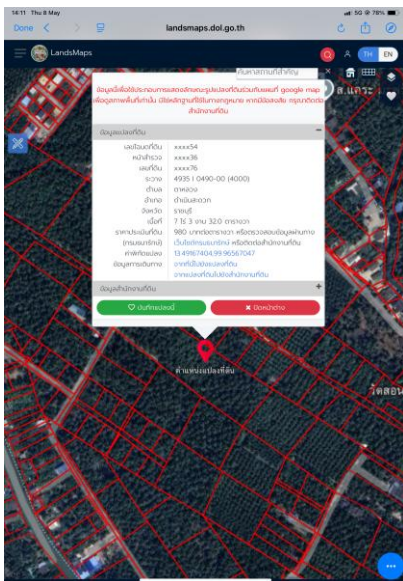 14:11 Thu 8 May
5G 78%
Done
landsmaps.dol.go.th
LandsMaps
TH EN
ค้นหาสถานที่สำคัญ
ส.แคระ
ข้อมูลนี้เพื่อใช้ประกอบการแสดงลักษณะรูปแปลงที่ดินร่วมกับแผนที่ google map
เพื่อดูสภาพพื้นที่เท่านั้น มิใช่หลักฐานที่ใช้ในทางกฎหมาย หากมีข้อสงสัย กรุณาติดต่อ
สำนักงานที่ดิน
ข้อมูลแปลงที่ดิน
เลขโฉนดที่ดิน xxxx54
หน้าสำรวจ xxxx36
เลขที่ดิน xxxx76
ระวาง 4935 I 0490-00 (4000)
ตำบล ตาหลวง
อำเภอ ดำเนินสะดวก
จังหวัด ราชบุรี
เนื้อที่ 7 ไร่ 3 งาน 32.0 ตารางวา
ราคาประเมินที่ดิน 980 บาทต่อตารางวา หรือตรวจสอบข้อมูลผ่านทาง
(กรมธนารักษ์) เว็บไซต์กรมธนารักษ์ หรือติดต่อสำนักงานที่ดิน
ค่าพิกัดแปลง 13.49167404,99.96567047
ข้อมูลการเดินทาง จากที่นี่ไปยังแปลงที่ดิน
จากแปลงที่ดินไปยังสำนักงานที่ดิน
ข้อมูลสำนักงานที่ดิน
บันทึกแปลงนี้
ปิดหน้าต่าง
ตำแหน่งแปลงที่ดิน
วัดสอน